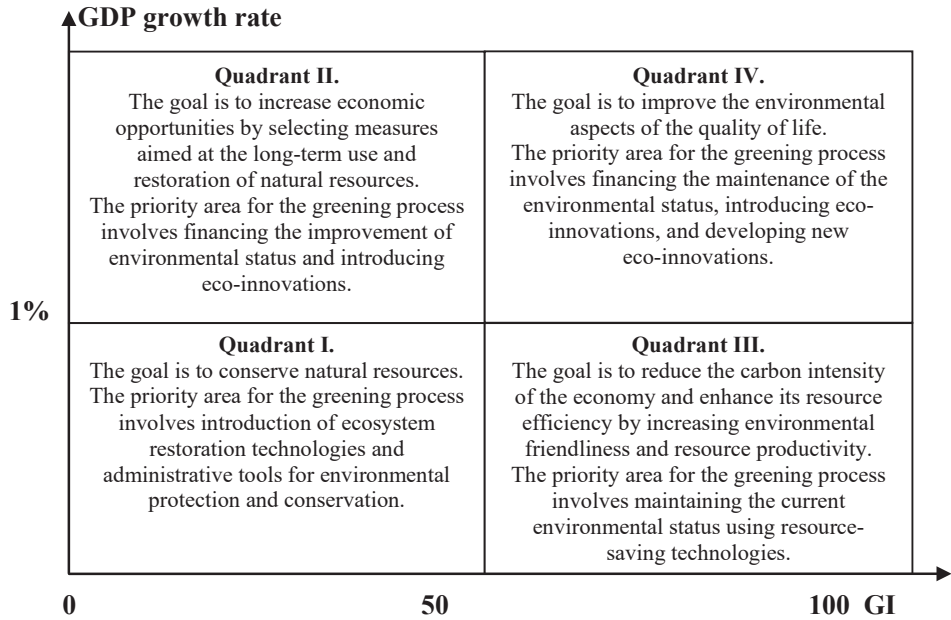 GDP growth rate
Quadrant II.
The goal is to increase economic
opportunities by selecting measures
aimed at the long-term use and
restoration of natural resources.
The priority area for the greening process
involves financing the improvement of
environmental status and introducing
eco-innovations.
Quadrant IV.
The goal is to improve the environmental
aspects of the quality of life.
The priority area for the greening process
involves financing the maintenance of the
environmental status, introducing eco-
innovations, and developing new
eco-innovations.
1%
Quadrant I.
The goal is to conserve natural resources.
The priority area for the greening process
involves introduction of ecosystem
restoration technologies and
administrative tools for environmental
protection and conservation.
Quadrant III.
The goal is to reduce the carbon intensity
of the economy and enhance its resource
efficiency by increasing environmental
friendliness and resource productivity.
The priority area for the greening process
involves maintaining the current
environmental status using resource-
saving technologies.
0 50 100 GI